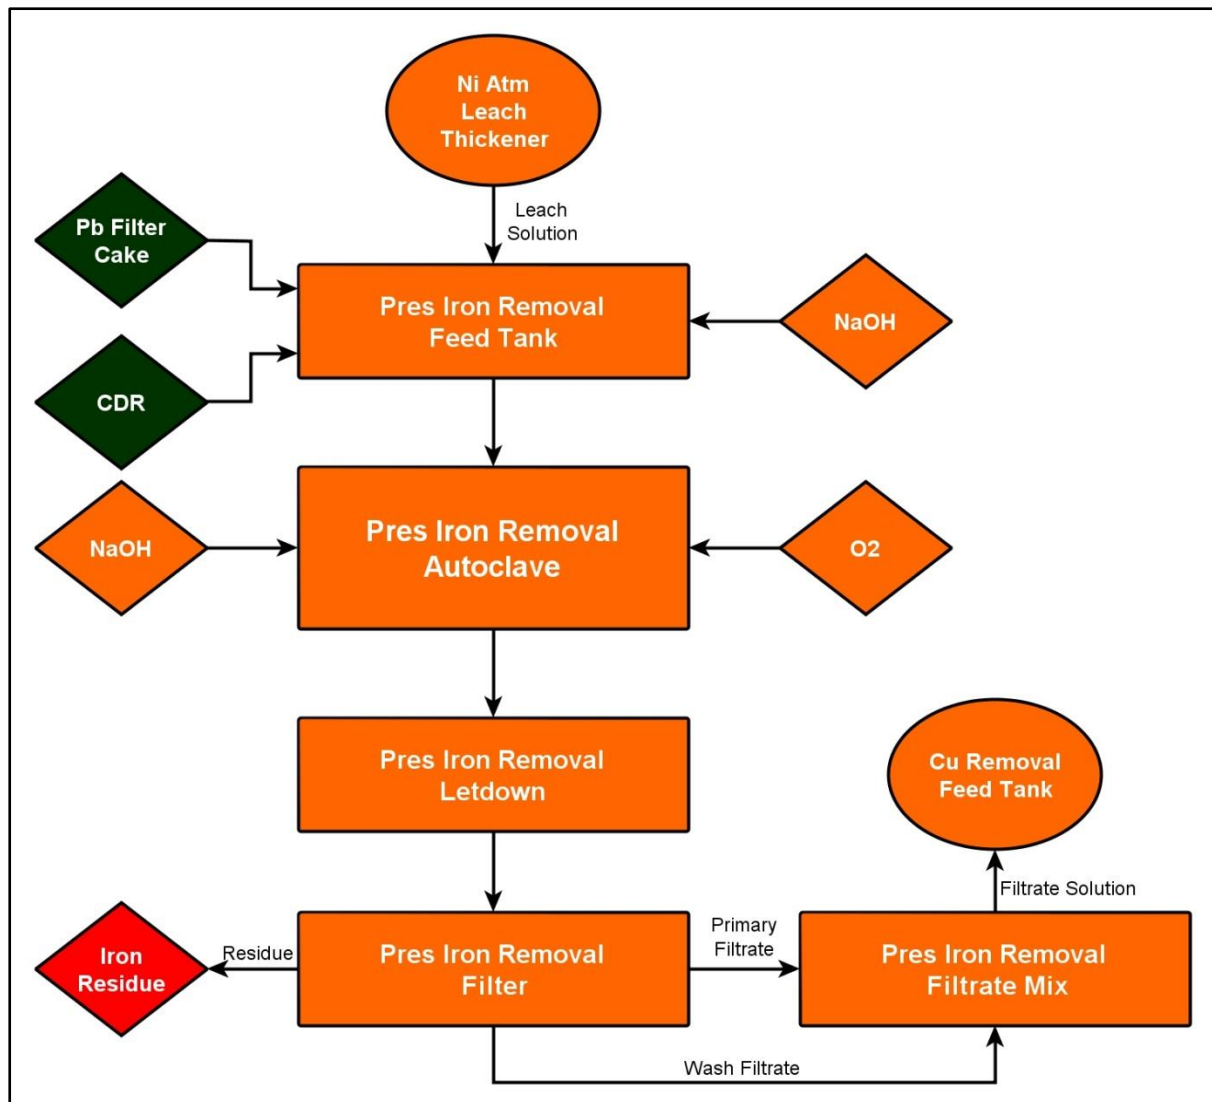 Ni Atm
Leach
Thickener
Leach
Solution
Pb Filter
Cake
Pres Iron Removal
Feed Tank
NaOH
CDR
NaOH
Pres Iron Removal
Autoclave
O2
Pres Iron Removal
Letdown
Cu Removal
Feed Tank
Filtrate Solution
Iron
Residue
Residue
Pres Iron Removal
Filter
Primary
Filtrate
Pres Iron Removal
Filtrate Mix
Wash Filtrate